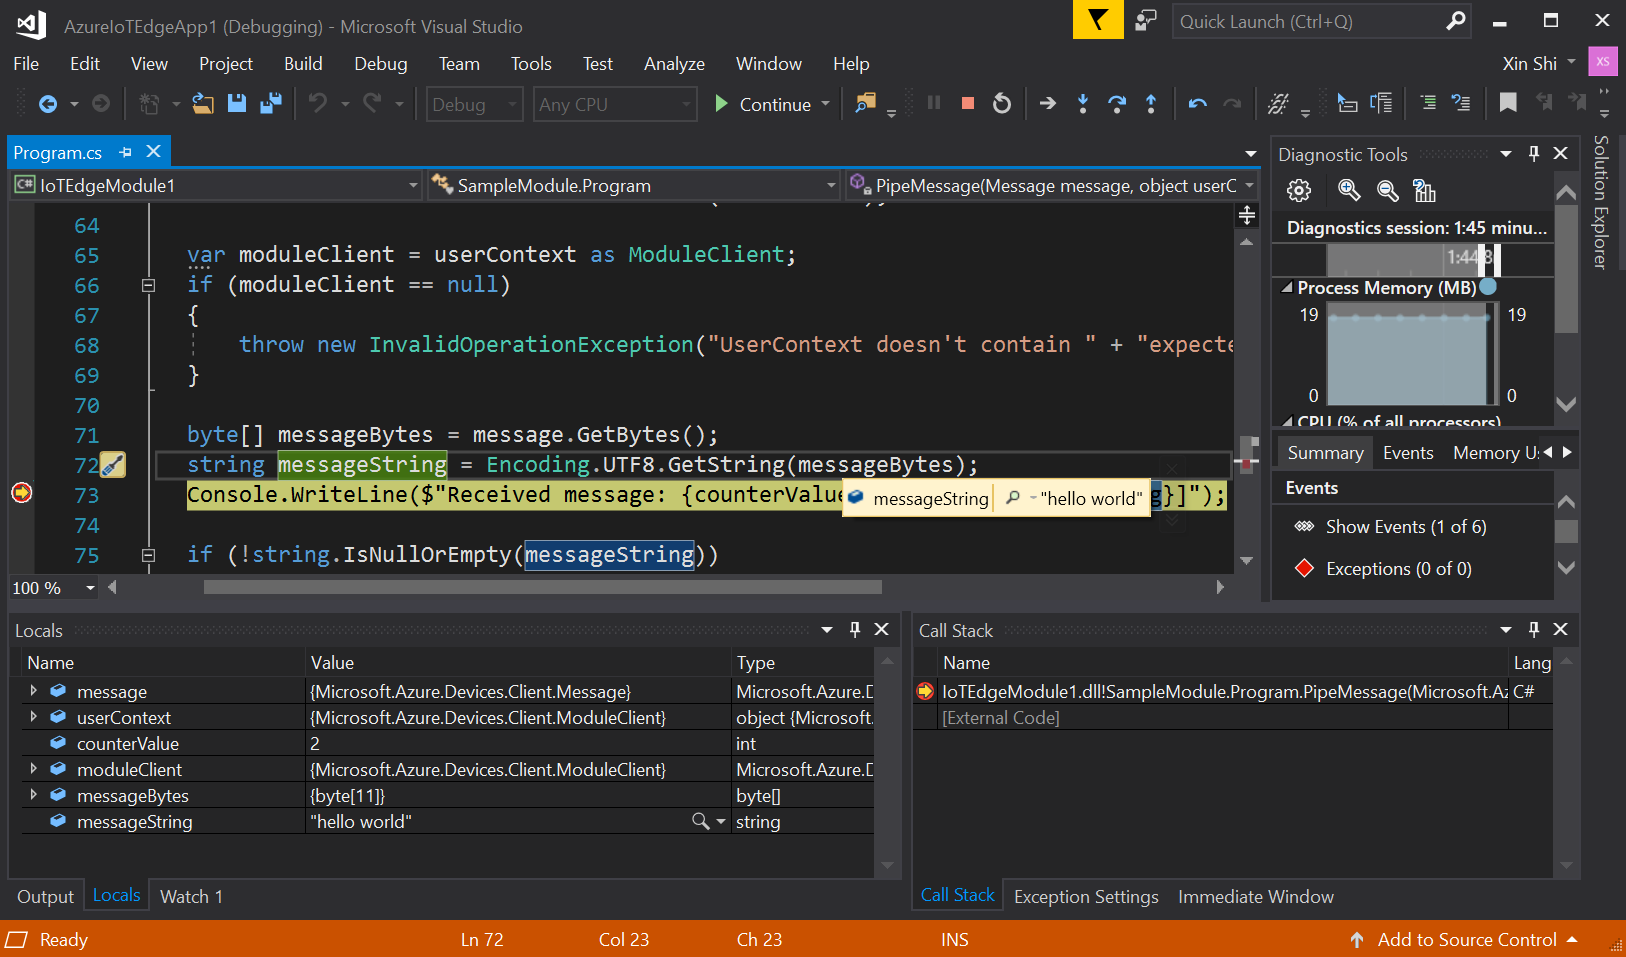 AzureIoTEdgeApp1 (Debugging) - Microsoft Visual Studio
Quick Launch (Ctrl+Q)
File Edit View Project Build Debug Team Tools Test Analyze Window Help
Xin Shi XS
Debug Any CPU Continue
Program.cs
IoTEdgeModule1 SampleModule.Program PipeMessage(Message message, object userC
64
65 var moduleClient = userContext as ModuleClient;
66 if (moduleClient == null)
67 {
68 throw new InvalidOperationException("UserContext doesn't contain " + "expecte
69 }
70
71 byte[] messageBytes = message.GetBytes();
72 string messageString = Encoding.UTF8.GetString(messageBytes);
73 Console.WriteLine($"Received message: {counterValue g}]");
messageString "hello world"
74
75 if (!string.IsNullOrEmpty(messageString))
100 %
Diagnostic Tools
Diagnostics session: 1:45 minu...
1:44
Process Memory (MB)
19 19
0 0
CPU (% of all processors)
Summary Events Memory Us
Events
Show Events (1 of 6)
Exceptions (0 of 0)
Solution Explorer
Locals
Name Value Type
message {Microsoft.Azure.Devices.Client.Message} Microsoft.Azure.D
userContext {Microsoft.Azure.Devices.Client.ModuleClient} object {Microsoft.
counterValue 2 int
moduleClient {Microsoft.Azure.Devices.Client.ModuleClient} Microsoft.Azure.D
messageBytes {byte[11]} byte[]
messageString "hello world" string
Output Locals Watch 1
Call Stack
Name Lang
IoTEdgeModule1.dll!SampleModule.Program.PipeMessage(Microsoft.Az C#
[External Code]
Call Stack Exception Settings Immediate Window
Ready Ln 72 Col 23 Ch 23 INS Add to Source Control